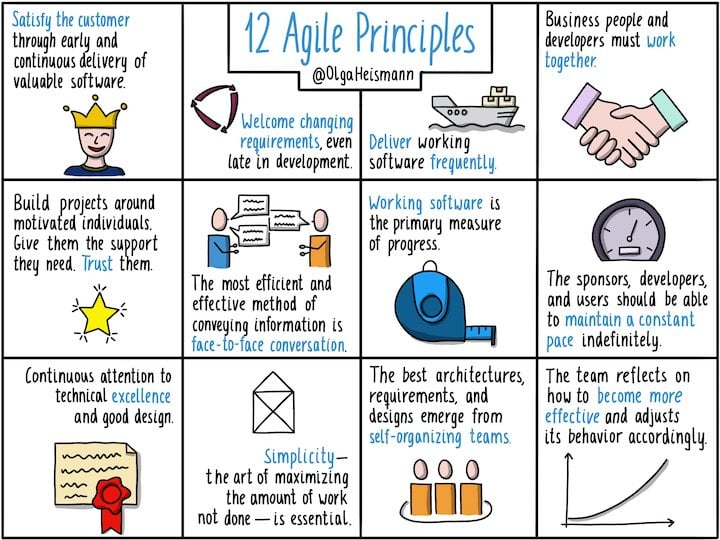 12 Agile Principles
@OlgaHeismann
Satisfy the customer
through early and
continuous delivery of
valuable software.
Welcome changing
requirements, even
late in development.
Deliver working
software frequently.
Business people and
developers must work
together.
Build projects around
motivated individuals.
Give them the support
they need. Trust them.
The most efficient and
effective method of
conveying information is
face-to-face conversation.
Working software is
the primary measure
of progress.
The sponsors, developers,
and users should be able
to maintain a constant
pace indefinitely.
Continuous attention to
technical excellence
and good design.
Simplicity—
the art of maximizing
the amount of work
not done — is essential.
The best architectures,
requirements, and
designs emerge from
self-organizing teams.
The team reflects on
how to become more
effective and adjusts
its behavior accordingly.